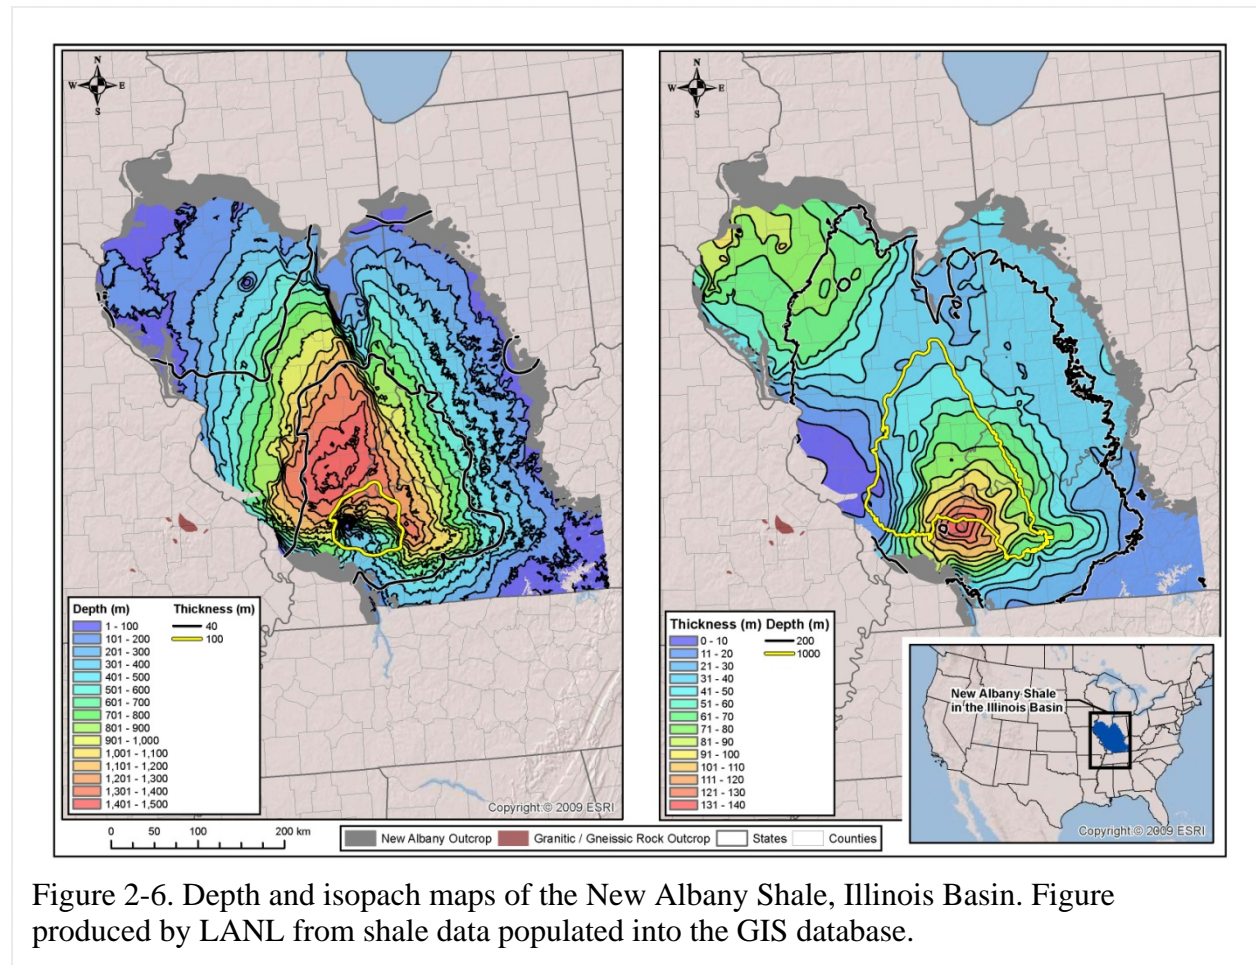 N
W E
S
Depth (m) Thickness (m)
1 - 100 40
101 - 200 100
201 - 300
301 - 400
401 - 500
501 - 600
601 - 700
701 - 800
801 - 900
901 - 1,000
1,001 - 1,100
1,101 - 1,200
1,201 - 1,300
1,301 - 1,400
1,401 - 1,500
Copyright:© 2009 ESRI
N
W E
S
Thickness (m) Depth (m)
0 - 10 200
11 - 20 1000
21 - 30
31 - 40
41 - 50
51 - 60
61 - 70
71 - 80
81 - 90
91 - 100
101 - 110
111 - 120
121 - 130
131 - 140
New Albany Shale
in the Illinois Basin
Copyright © 2009 ESRI
0 50 100 200 km
New Albany Outcrop Granitic / Gneissic Rock Outcrop States Counties
Figure 2-6. Depth and isopach maps of the New Albany Shale, Illinois Basin. Figure
produced by LANL from shale data populated into the GIS database.